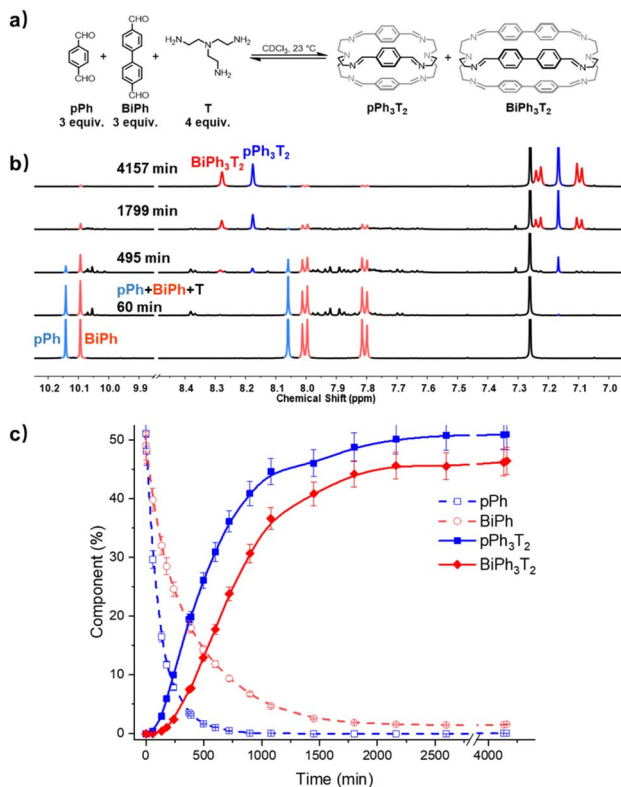 a)
CHO
CHO
CHO
CHO
+
+
H₂N
NH₂
N
NH₂
CDCl₃, 23 °C
N
N
N
N
N
N
+
N
N
N
N
N
N
pPh
BiPh
T
pPh₃T₂
BiPh₃T₂
3 equiv.
3 equiv.
4 equiv.
b)
4157 min
BiPh₃T₂
pPh₃T₂
1799 min
495 min
pPh+BiPh+T
60 min
pPh
BiPh
10.2 10.1 10.0 9.9 8.4 8.3 8.2 8.1 8.0 7.9 7.8 7.7 7.6 7.5 7.4 7.3 7.2 7.1 7.0
Chemical Shift (ppm)
c)
50
40
30
20
10
0
Component (%)
pPh
BiPh
pPh₃T₂
BiPh₃T₂
0 500 1000 1500 2000 2500 4000
Time (min)